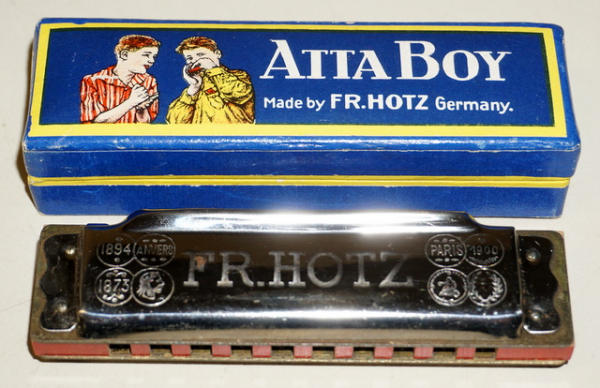 ATTA BOY
Made by FR.HOTZ Germany.
1894 ANVERS PARIS 1900
FR.HOTZ
1873